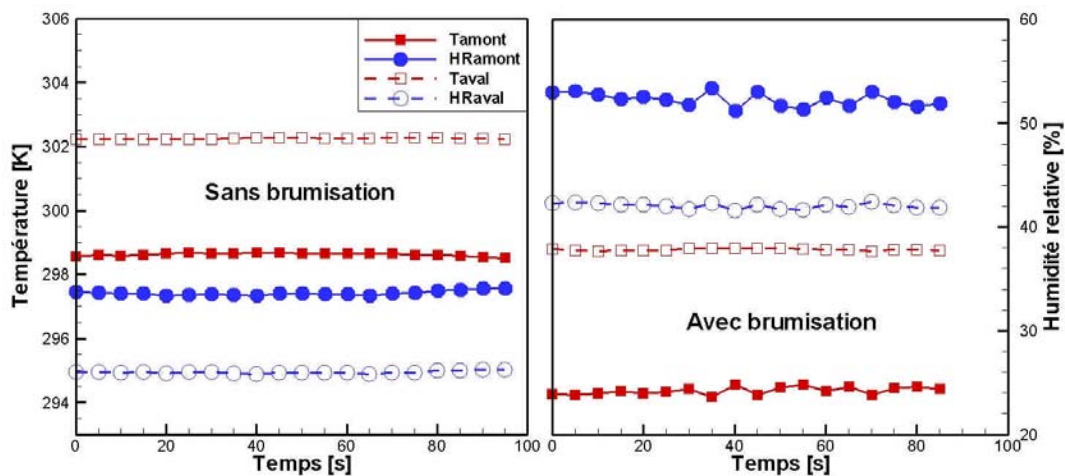 306
304
302
300
298
296
294
Température [K]
Tamont
HRamont
Taval
HRaval
Sans brumisation
0
20
40
60
80
100
Temps [s]
Avec brumisation
0
20
40
60
80
100
Temps [s]
60
50
40
30
20
Humidité relative [%]